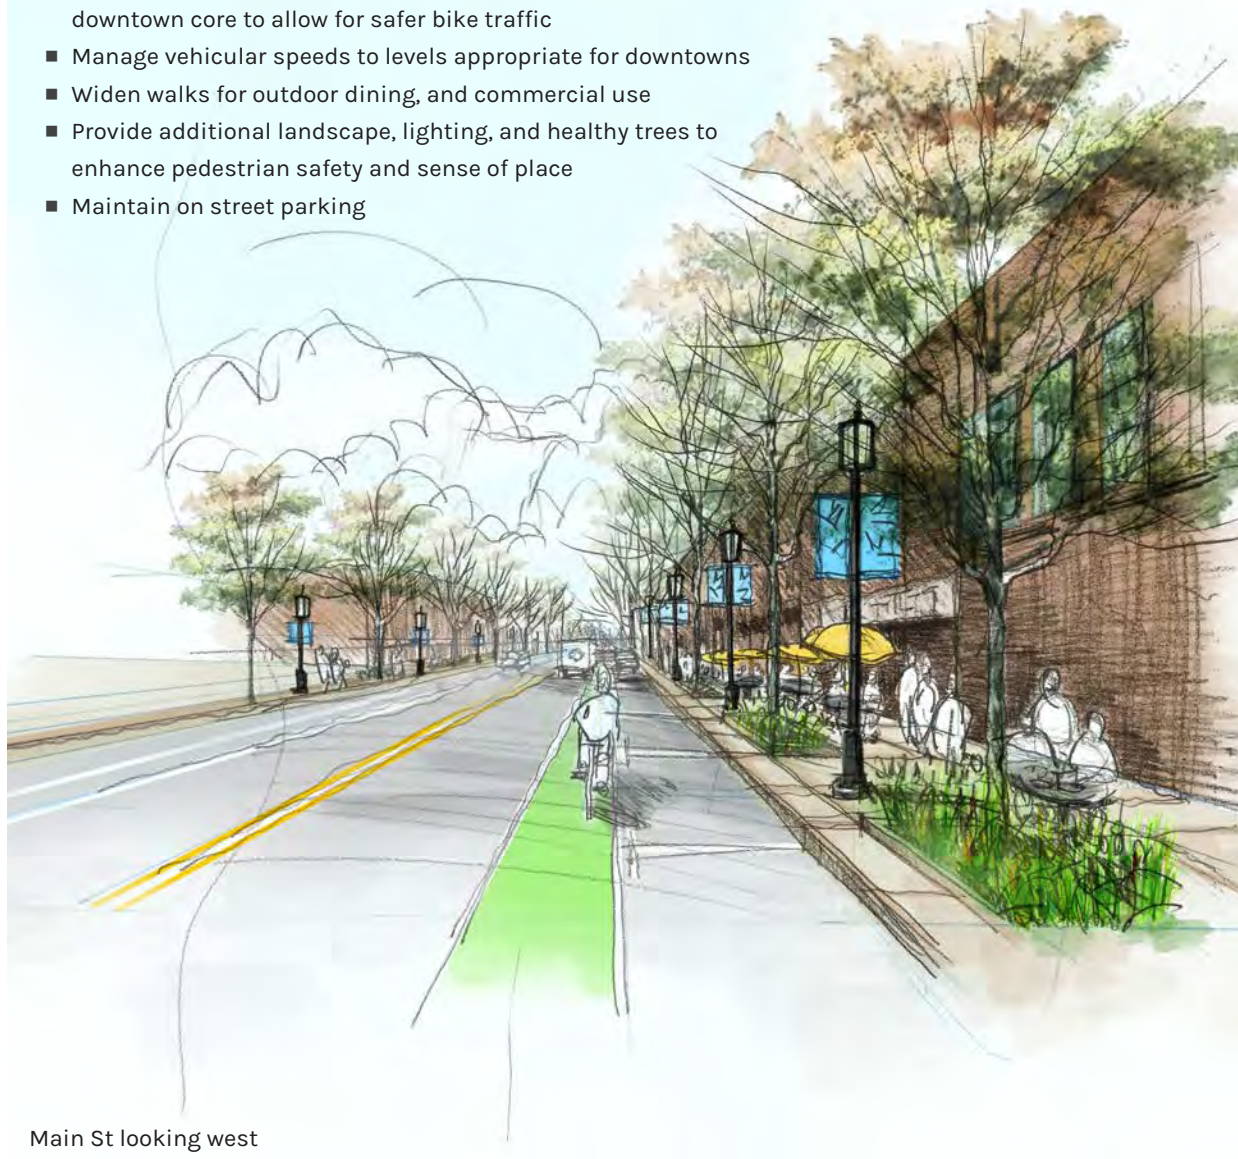 downtown core to allow for safer bike traffic
■ Manage vehicular speeds to levels appropriate for downtowns
■ Widen walks for outdoor dining, and commercial use
■ Provide additional landscape, lighting, and healthy trees to
enhance pedestrian safety and sense of place
■ Maintain on street parking
Main St looking west